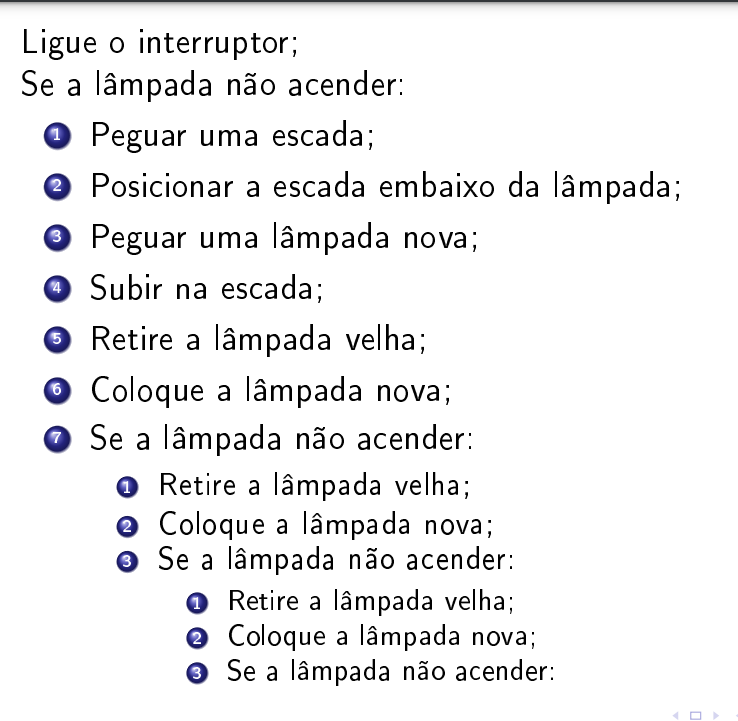 Ligue o interruptor;
Se a lâmpada não acender:
1 Peguar uma escada;
2 Posicionar a escada embaixo da lâmpada;
3 Peguar uma lâmpada nova;
4 Subir na escada;
5 Retire a lâmpada velha;
6 Coloque a lâmpada nova;
7 Se a lâmpada não acender:
1 Retire a lâmpada velha;
2 Coloque a lâmpada nova;
3 Se a lâmpada não acender:
1 Retire a lâmpada velha;
2 Coloque a lâmpada nova;
3 Se a lâmpada não acender: